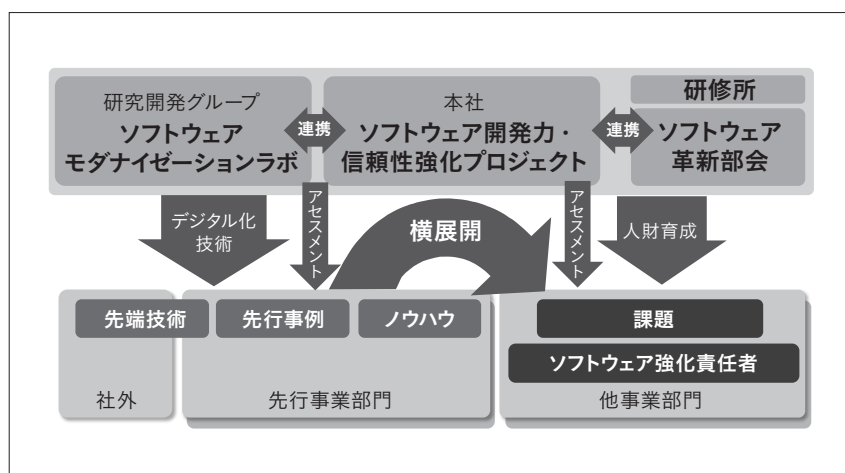 研究開発グループ
ソフトウェア
モダナイゼーションラボ
連携
本社
ソフトウェア開発力・
信頼性強化プロジェクト
連携
研修所
ソフトウェア
革新部会
デジタル化
技術
アセスメント
横展開
アセスメント
人財育成
先端技術
先行事例
ノウハウ
課題
ソフトウェア強化責任者
社外
先行事業部門
他事業部門